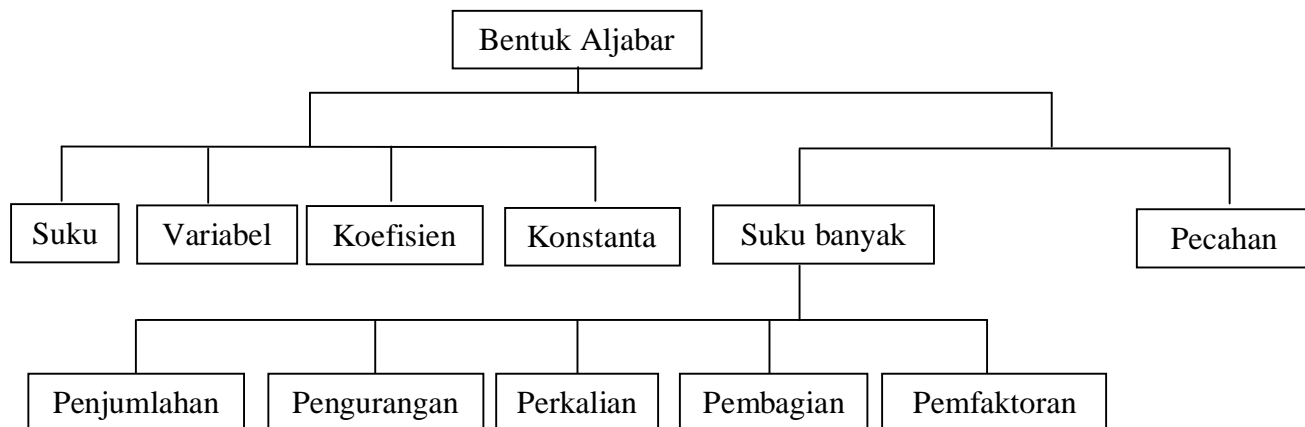 Bentuk Aljabar
Suku
Variabel
Koefisien
Konstanta
Suku banyak
Pecahan
Penjumlahan
Pengurangan
Perkalian
Pembagian
Pemfaktoran